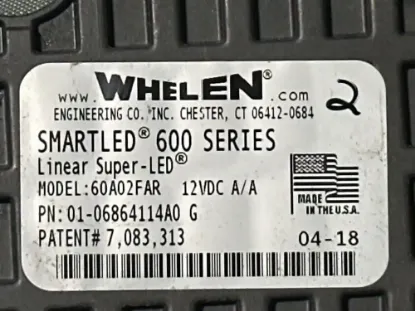 www.WHELEN®.com
ENGINEERING CO. INC. CHESTER, CT 06412-0684
2
SMARTLED® 600 SERIES
Linear Super-LED®
MODEL:60A02FAR 12VDC A/A
PN:01-06864114A0 G
MADE IN THE U.S.A.
PATENT# 7,083,313 04-18